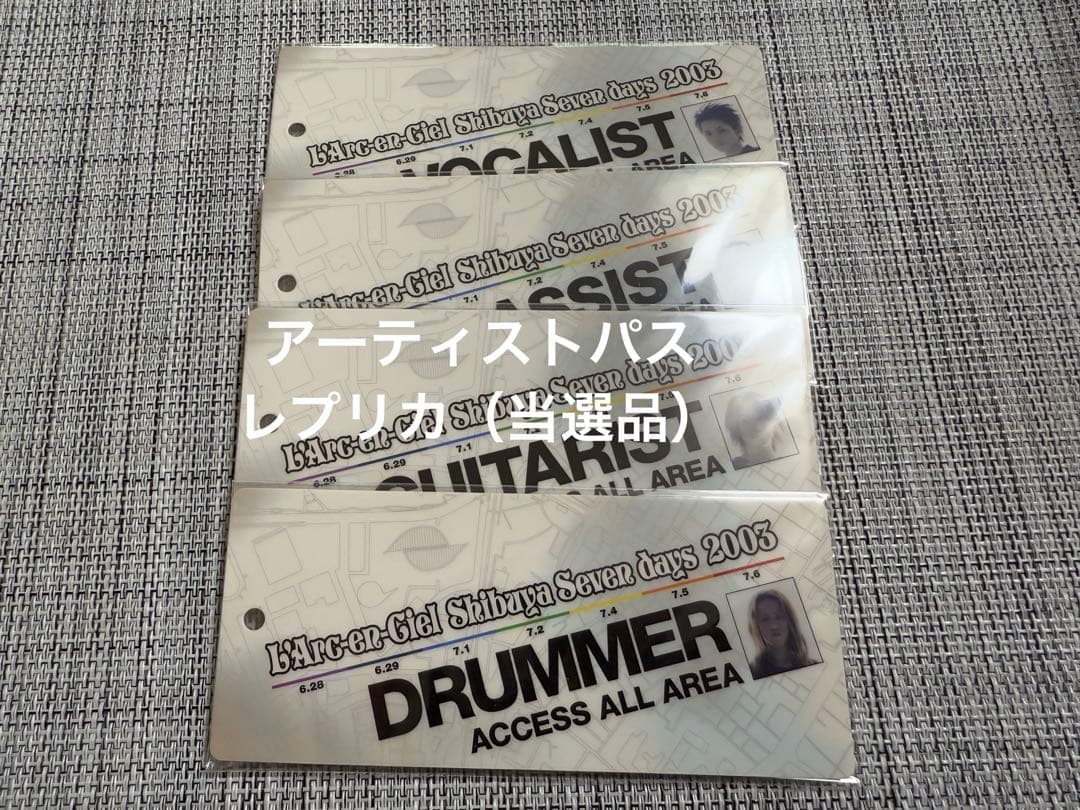 L'Arc-en-Ciel Shibuya Seven days 2003
6.28 6.29 7.1 7.2 7.4 7.5 7.6
VOCALIST
ALL AREA
L'Arc-en-Ciel Shibuya Seven days 2003
7.1 7.2 7.4 7.5
ASSIST
アーティストパス
レプリカ（当選品）
L'Arc-en-Ciel Shibuya Seven days 2003
6.28 6.29 7.1 7.6
GUITARIST
ALL AREA
L'Arc-en-Ciel Shibuya Seven days 2003
6.28 6.29 7.1 7.2 7.4 7.5 7.6
DRUMMER
ACCESS ALL AREA